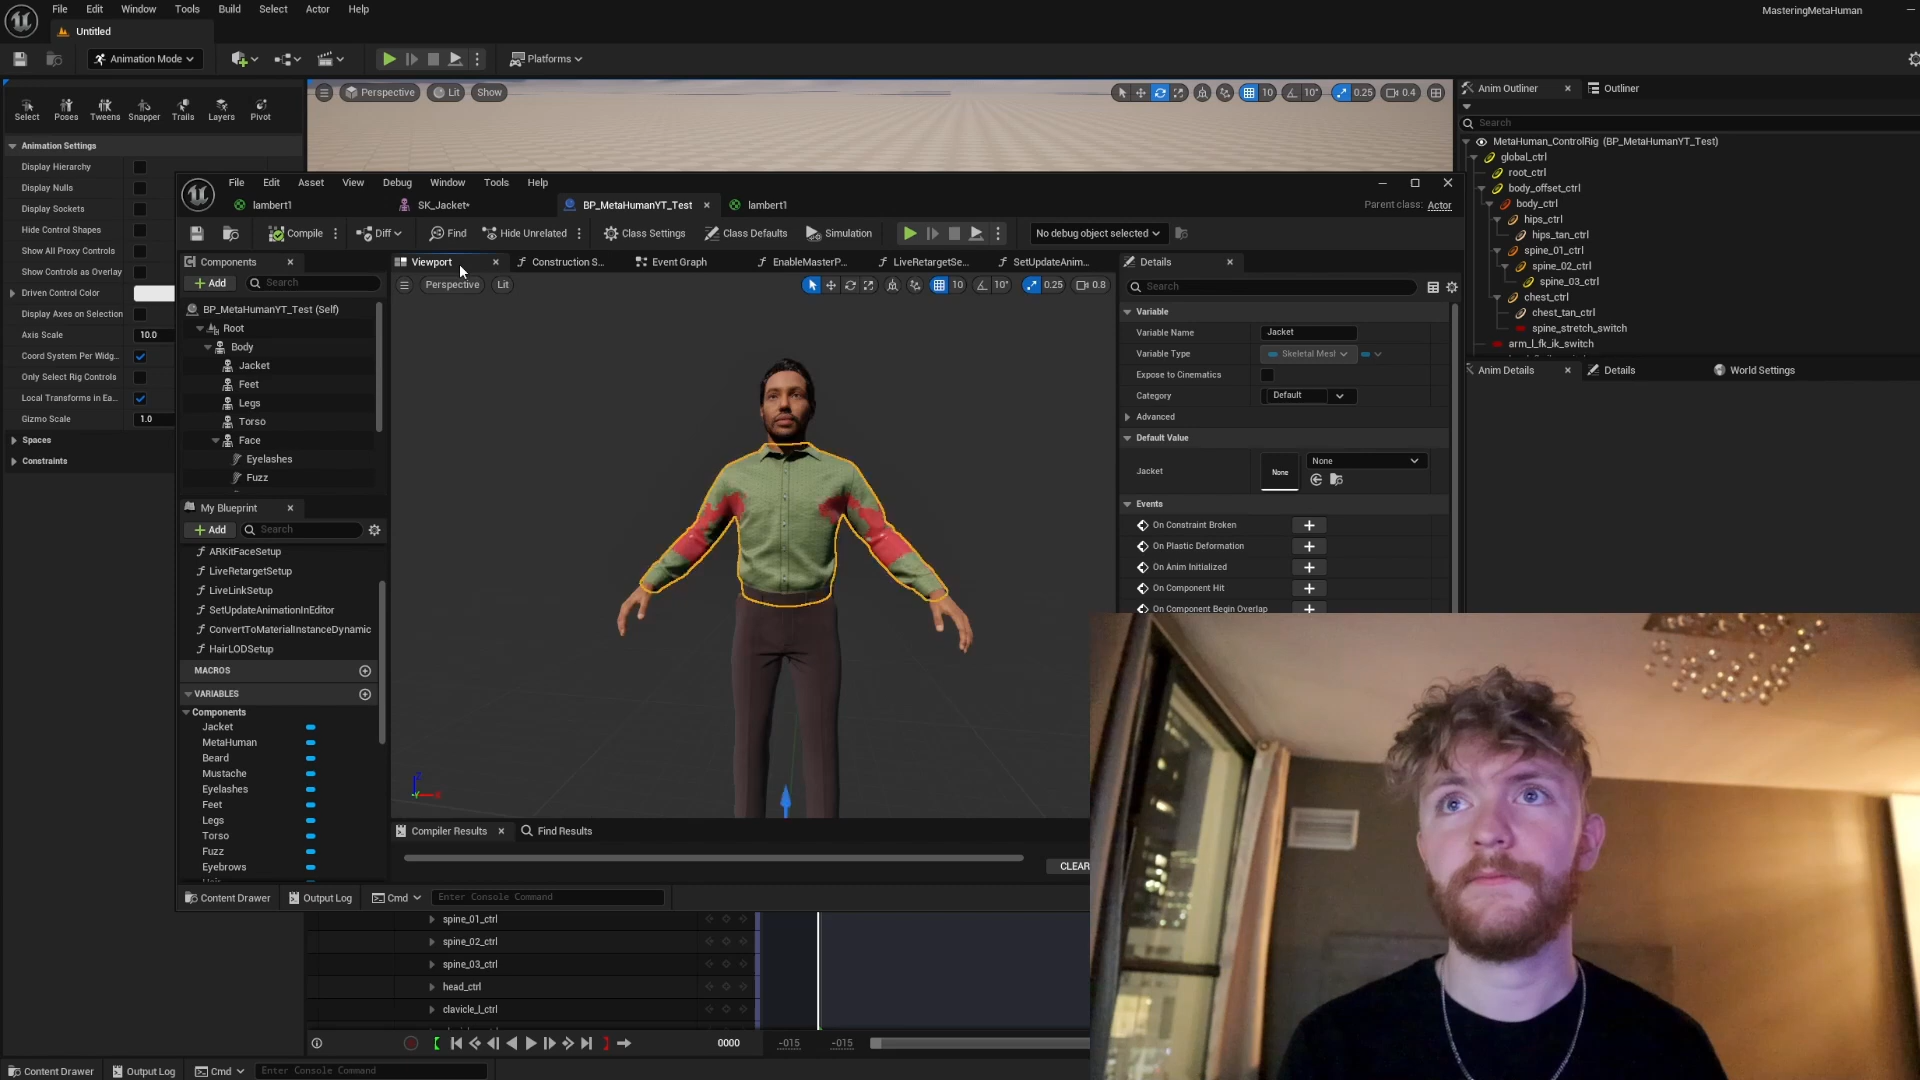 File Edit Window Tools Build Select Actor Help
MasteringMetaHuman
Untitled
Animation Mode
Platforms
Select Poses Tweens Snapper Trails Layers Pivot
Perspective Lit Show
10 10° 0.25 0.4
Anim Outliner Outliner
Search
Animation Settings
Display Hierarchy
Display Nulls
Display Sockets
Hide Control Shapes
Show All Proxy Controls
Show Controls as Overlay
Driven Control Color
Display Axes on Selection
Axis Scale 10.0
Coord System Per Widg...
Only Select Rig Controls
Local Transforms in Ea...
Gizmo Scale 1.0
Spaces
Constraints
MetaHuman_ControlRig (BP_MetaHumanYT_Test)
global_ctrl
root_ctrl
body_offset_ctrl
body_ctrl
hips_ctrl
hips_tan_ctrl
spine_01_ctrl
spine_02_ctrl
spine_03_ctrl
chest_ctrl
chest_tan_ctrl
spine_stretch_switch
arm_l_fk_ik_switch
Anim Details Details World Settings
File Edit Asset View Debug Window Tools Help
lambert1 SK_Jacket* BP_MetaHumanYT_Test lambert1
Parent class: Actor
Compile Diff Find Hide Unrelated Class Settings Class Defaults Simulation
No debug object selected
Components
Add Search
BP_MetaHumanYT_Test (Self)
Root
Body
Jacket
Feet
Legs
Torso
Face
Eyelashes
Fuzz
My Blueprint
Add Search
ARKitFaceSetup
LiveRetargetSetup
LiveLinkSetup
SetUpdateAnimationInEditor
ConvertToMaterialInstanceDynamic
HairLODSetup
MACROS
VARIABLES
Components
Jacket
MetaHuman
Beard
Mustache
Eyelashes
Feet
Legs
Torso
Fuzz
Eyebrows
Viewport Construction S... Event Graph EnableMasterP... LiveRetargetSe... SetUpdateAnim...
Perspective Lit
10 10° 0.25 0.8
Compiler Results Find Results
CLEAR
Details
Search
Variable
Variable Name Jacket
Variable Type Skeletal Mesl
Expose to Cinematics
Category Default
Advanced
Default Value
Jacket None None
Events
On Constraint Broken
On Plastic Deformation
On Anim Initialized
On Component Hit
On Component Begin Overlap
Content Drawer Output Log Cmd Enter Console Command
spine_01_ctrl
spine_02_ctrl
spine_03_ctrl
head_ctrl
clavicle_l_ctrl
0000 -015 -015
Content Drawer Output Log Cmd Enter Console Command